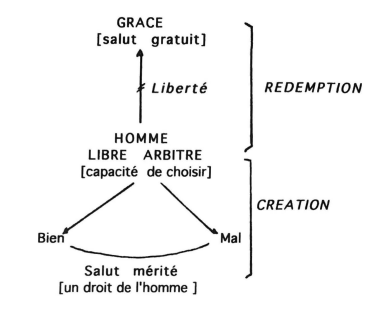 GRACE
[salut gratuit]
Liberté
REDEMPTION
HOMME
LIBRE ARBITRE
[capacité de choisir]
CREATION
Bien
Mal
Salut mérité
[un droit de l'homme ]